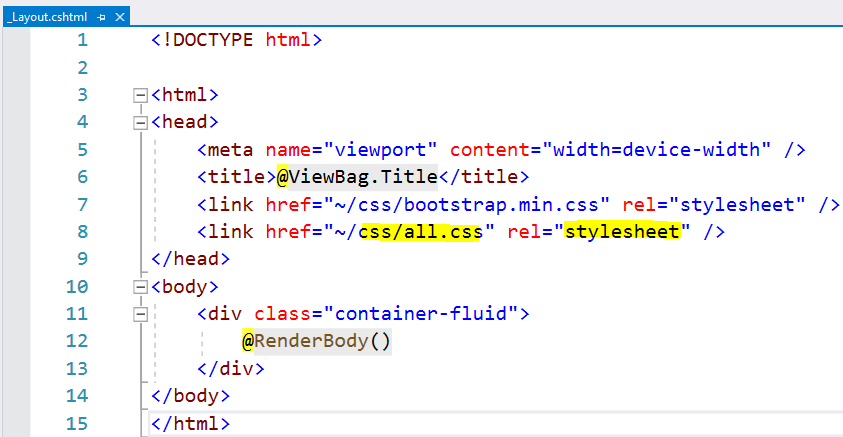 _Layout.cshtml
1 <!DOCTYPE html>
2
3 <html>
4 <head>
5 <meta name="viewport" content="width=device-width" />
6 <title>@ViewBag.Title</title>
7 <link href="~/css/bootstrap.min.css" rel="stylesheet" />
8 <link href="~/css/all.css" rel="stylesheet" />
9 </head>
10 <body>
11 <div class="container-fluid">
12 @RenderBody()
13 </div>
14 </body>
15 </html>